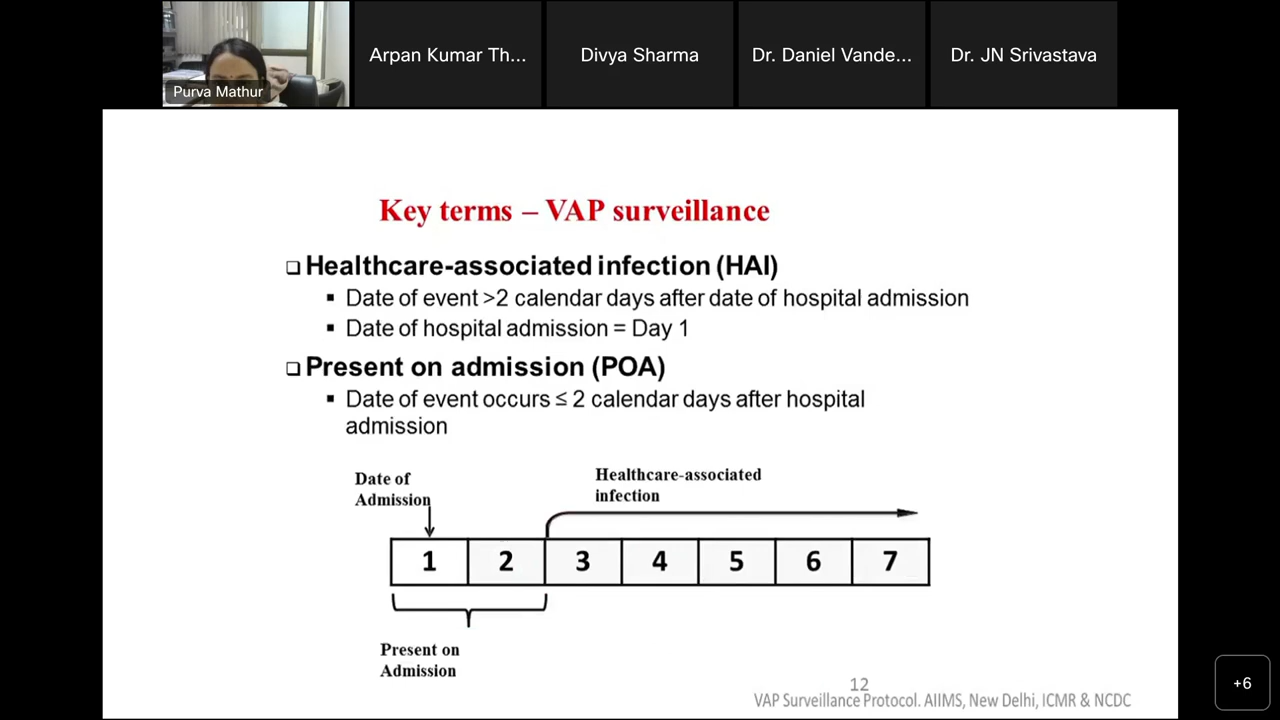 Purva Mathur
Arpan Kumar Th...
Divya Sharma
Dr. Daniel Vande...
Dr. JN Srivastava
Key terms – VAP surveillance
❑ Healthcare-associated infection (HAI)
▪ Date of event >2 calendar days after date of hospital admission
▪ Date of hospital admission = Day 1
❑ Present on admission (POA)
▪ Date of event occurs ≤ 2 calendar days after hospital
admission
Date of
Admission
Healthcare-associated
infection
1 2 3 4 5 6 7
Present on
Admission
12
VAP Surveillance Protocol. AIIMS, New Delhi, ICMR & NCDC
+6